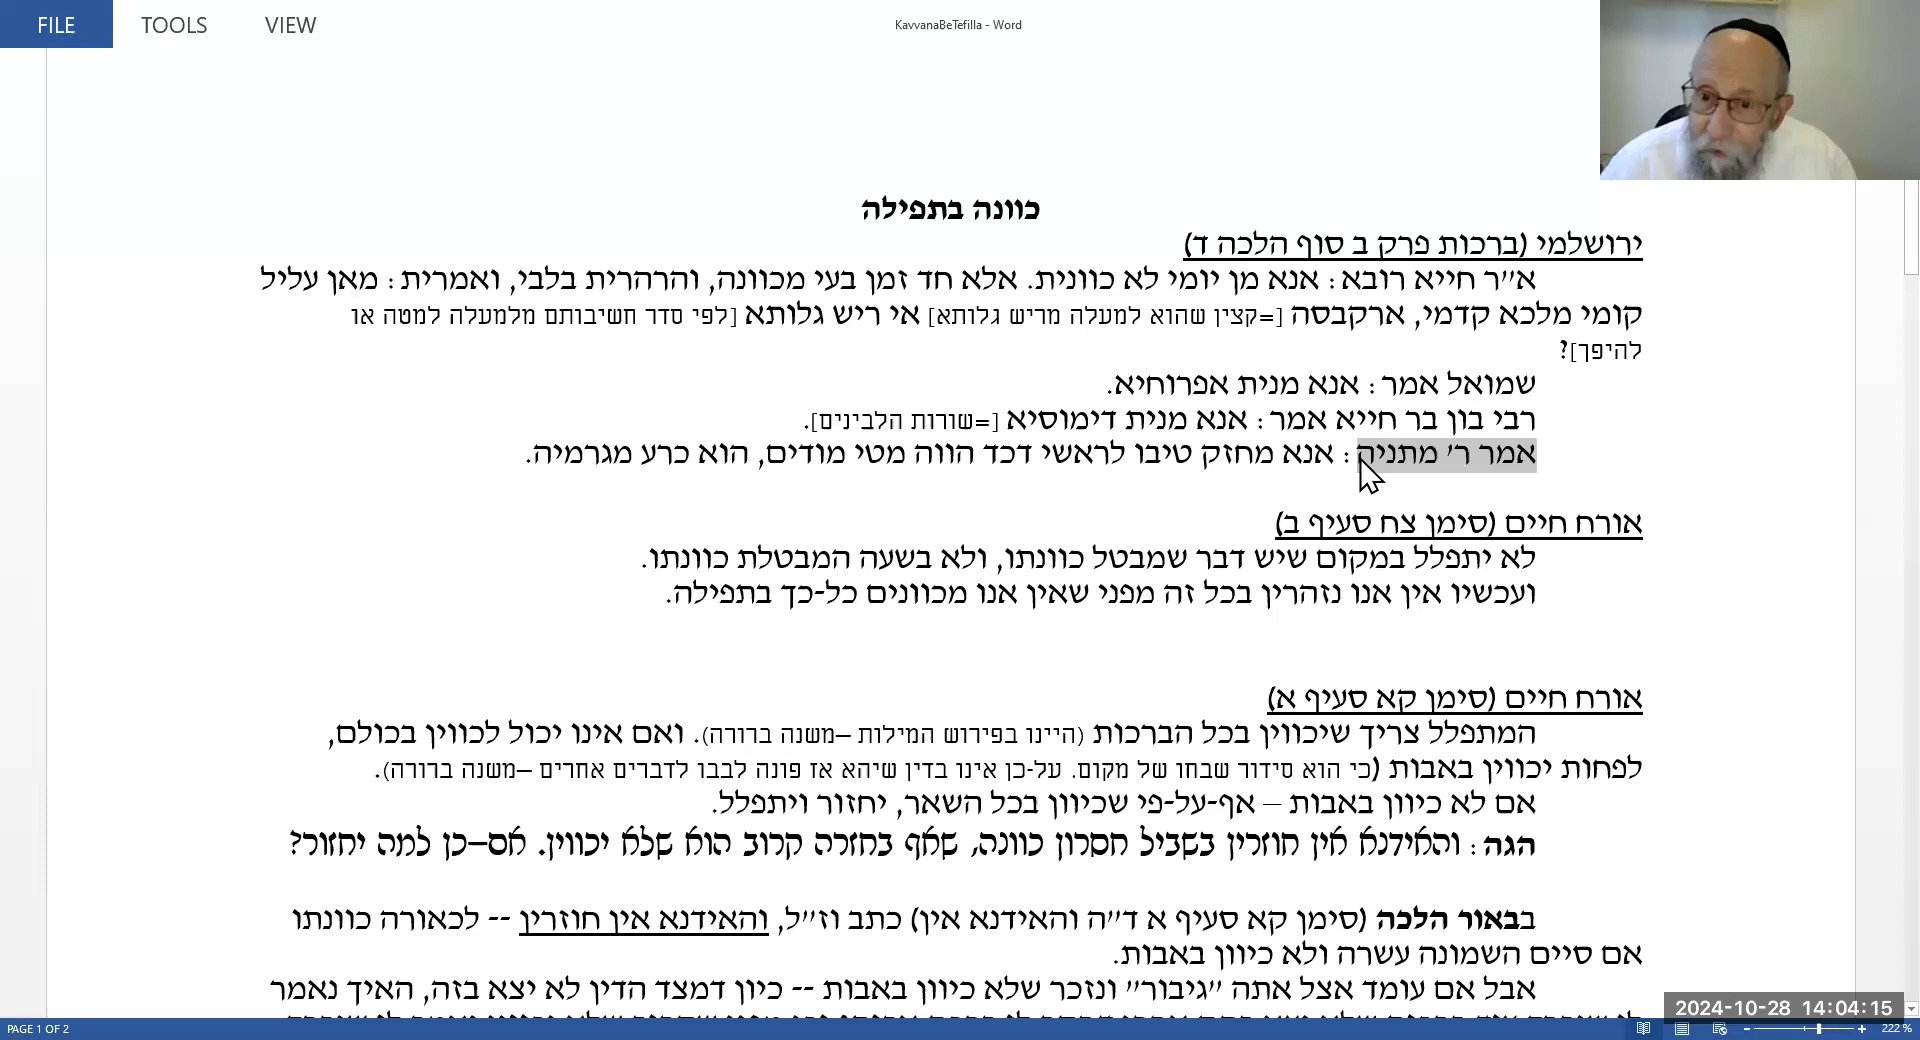 FILE TOOLS VIEW
KavvanaBeTefilla - Word
כוונה בתפילה
ירושלמי (ברכות פרק ב סוף הלכה ד)
א״ר חייא רובא: אנא מן יומי לא כוונית. אלא חד זמן בעי מכוונה, והרהרית בלבי, ואמרית: מאן עליל
קומי מלכא קדמי, ארקבסה [=קצין שהוא למעלה מריש גלותא] אי ריש גלותא [לפי סדר חשיבותם מלמעלה למטה או
להיפך]?
שמואל אמר: אנא מנית אפרוחיא.
רבי בון בר חייא אמר: אנא מנית דימוסיא [=שורות הלבינים].
אמר ר׳ מתניה: אנא מחזק טיבו לראשי דכד הווה מטי מודים, הוא כרע מגרמיה.
אורח חיים (סימן צח סעיף ב)
לא יתפלל במקום שיש דבר שמבטל כוונתו, ולא בשעה המבטלת כוונתו.
ועכשיו אין אנו נזהרין בכל זה מפני שאין אנו מכוונים כל-כך בתפילה.
אורח חיים (סימן קא סעיף א)
המתפלל צריך שיכווין בכל הברכות (היינו בפירוש המילות –משנה ברורה). ואם אינו יכול לכווין בכולם,
לפחות יכווין באבות (כי הוא סידור שבחו של מקום. על-כן אינו בדין שיהא אז פונה לבבו לדברים אחרים –משנה ברורה).
אם לא כיוון באבות – אף-על-פי שכיוון בכל השאר, יחזור ויתפלל.
הגה: והאידנא אין חוזרין בשביל חסרון כוונה, שאף בחזרה קרוב הוא שלא יכווין. אם–כן למה יחזור?
בבאור הלכה (סימן קא סעיף א ד״ה והאידנא אין) כתב וז״ל, והאידנא אין חוזרין -- לכאורה כוונתו
אם סיים השמונה עשרה ולא כיוון באבות.
אבל אם עומד אצל אתה ״גיבור״ ונזכר שלא כיוון באבות -- כיון דמצד הדין לא יצא בזה, האיך נאמר
2024-10-28 14:04:15
PAGE 1 OF 2
222 %